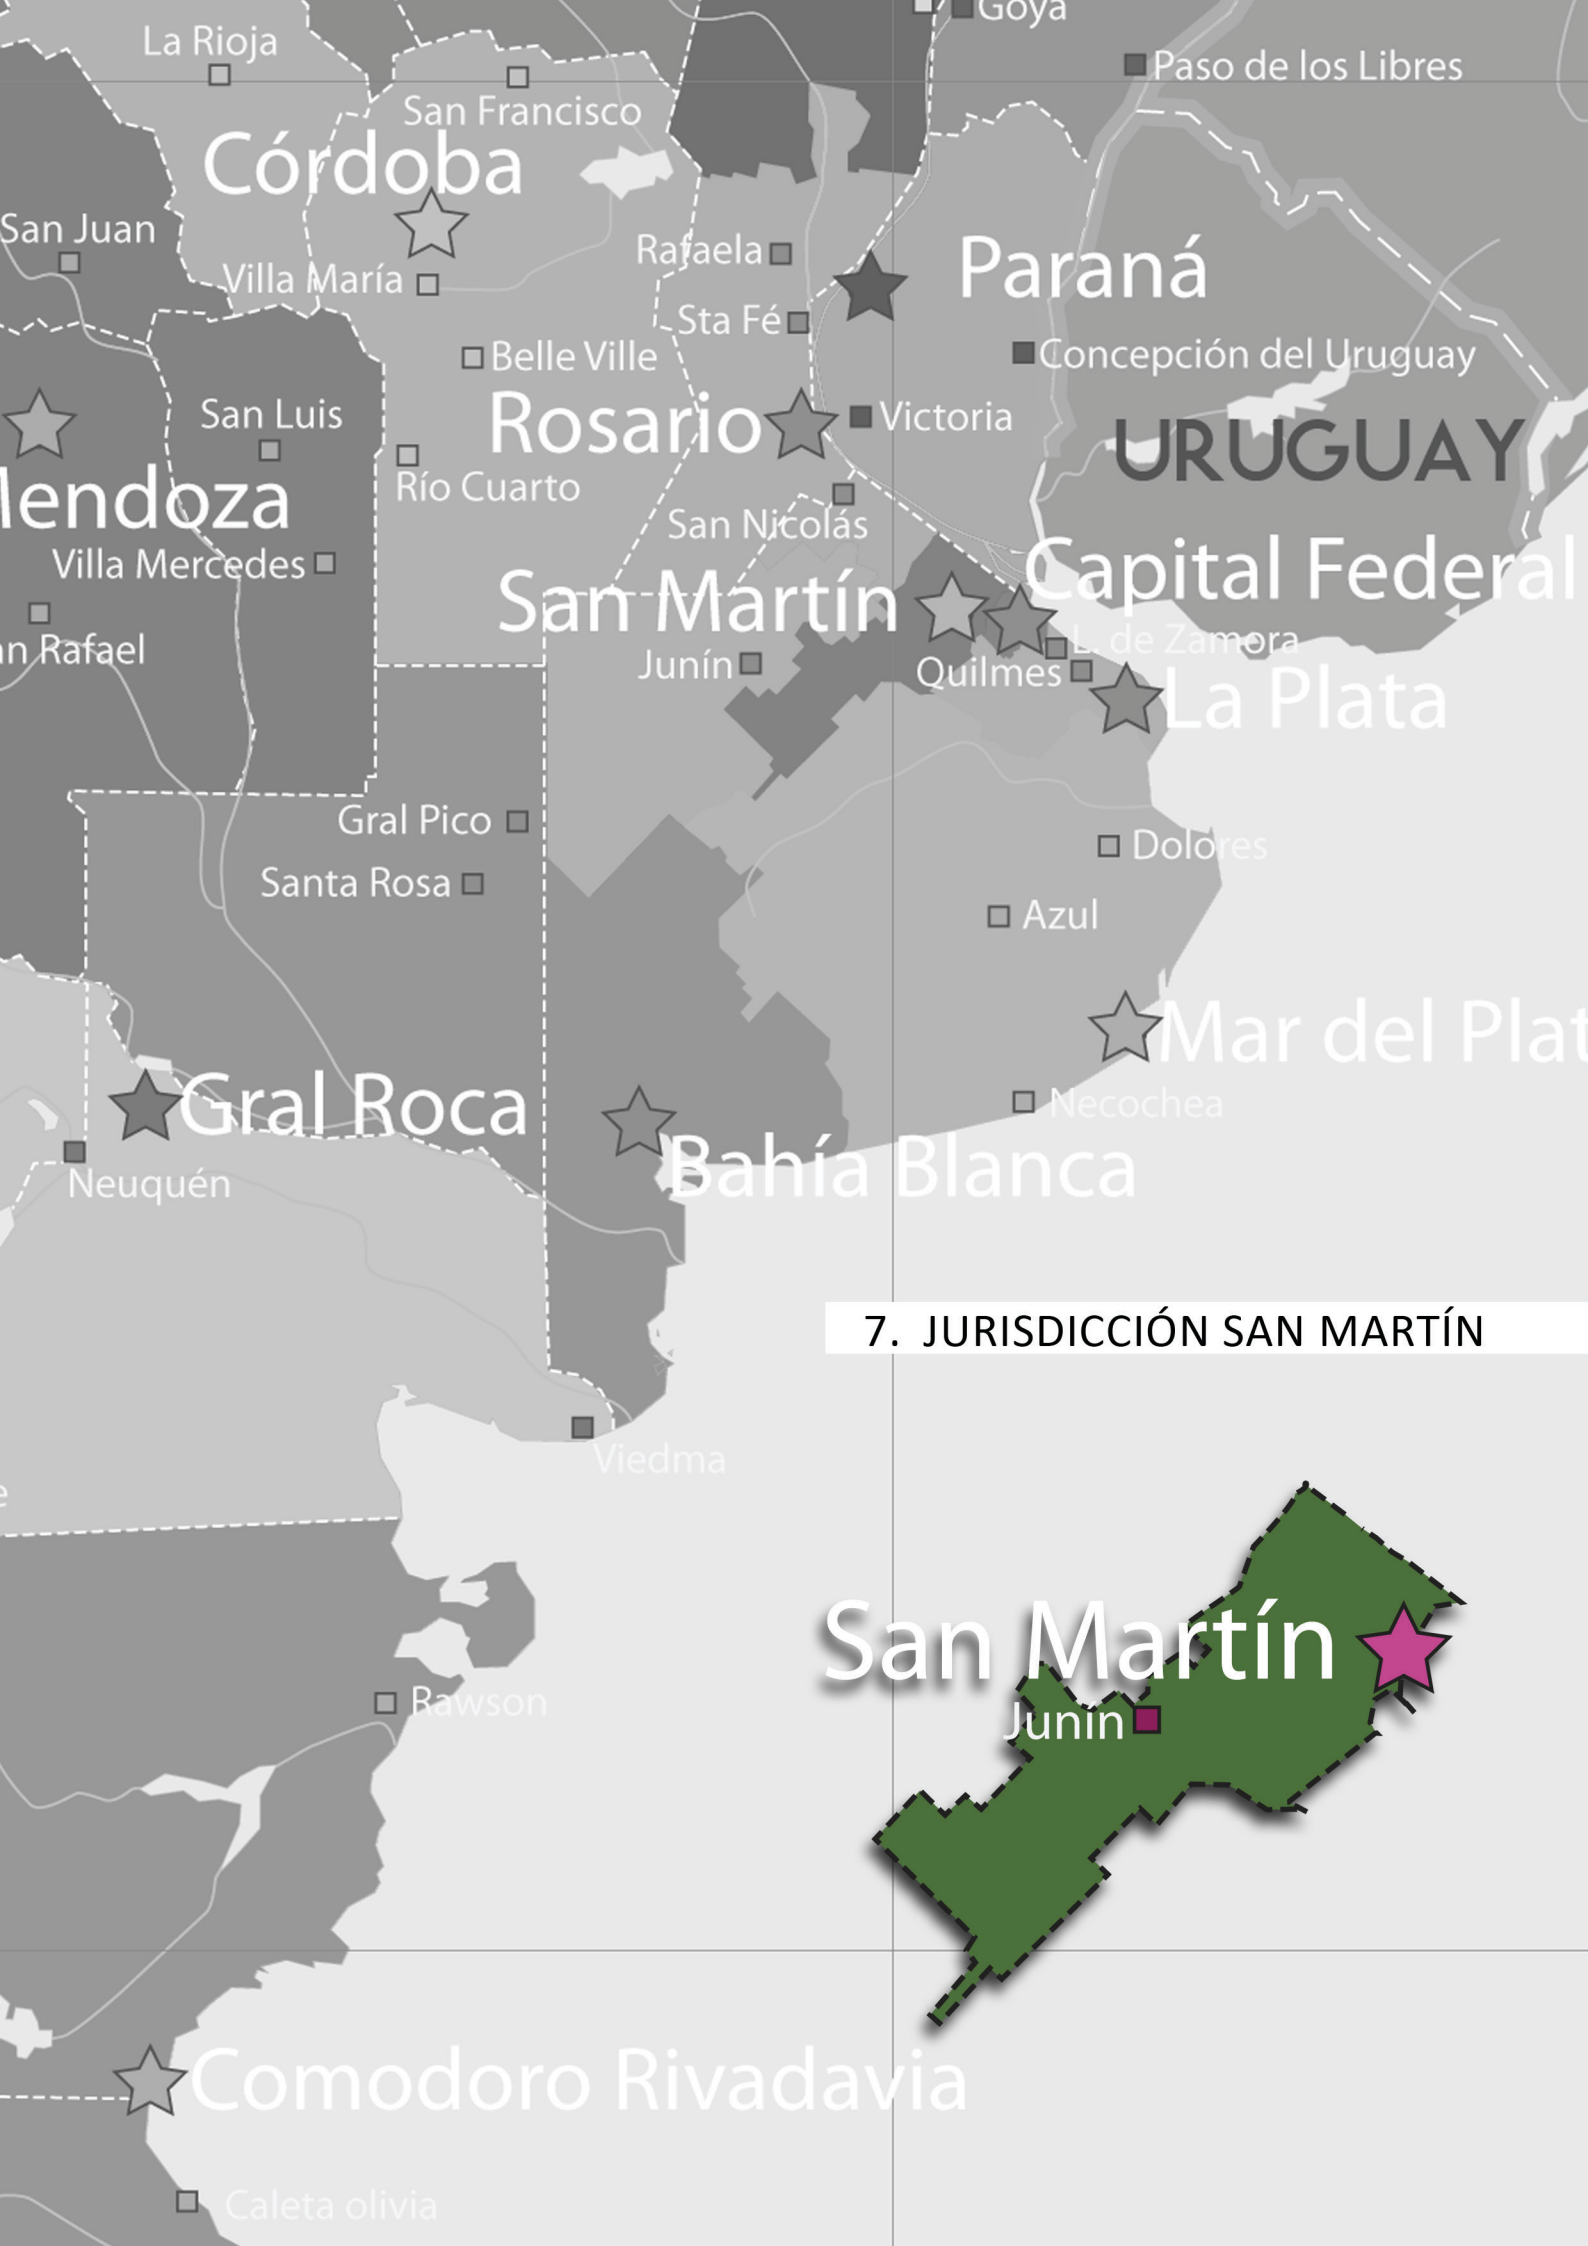 Goya
La Rioja
Paso de los Libres
San Francisco
Córdoba
San Juan
Rafaela
Paraná
Villa María
Sta Fé
Belle Ville
Concepción del Uruguay
San Luis
Rosario
Victoria
URUGUAY
Río Cuarto
lendoza
San Nicolás
Villa Mercedes
Capital Federal
San Martín
L. de Zamora
an Rafael
Junín
Quilmes
La Plata
Gral Pico
Dolores
Santa Rosa
Azul
Mar del Plat
Gral Roca
Necochea
Bahía Blanca
Neuquén
7. JURISDICCIÓN SAN MARTÍN
Viedma
e
San Martín
Rawson
Junín
Comodoro Rivadavia
Caleta olivia